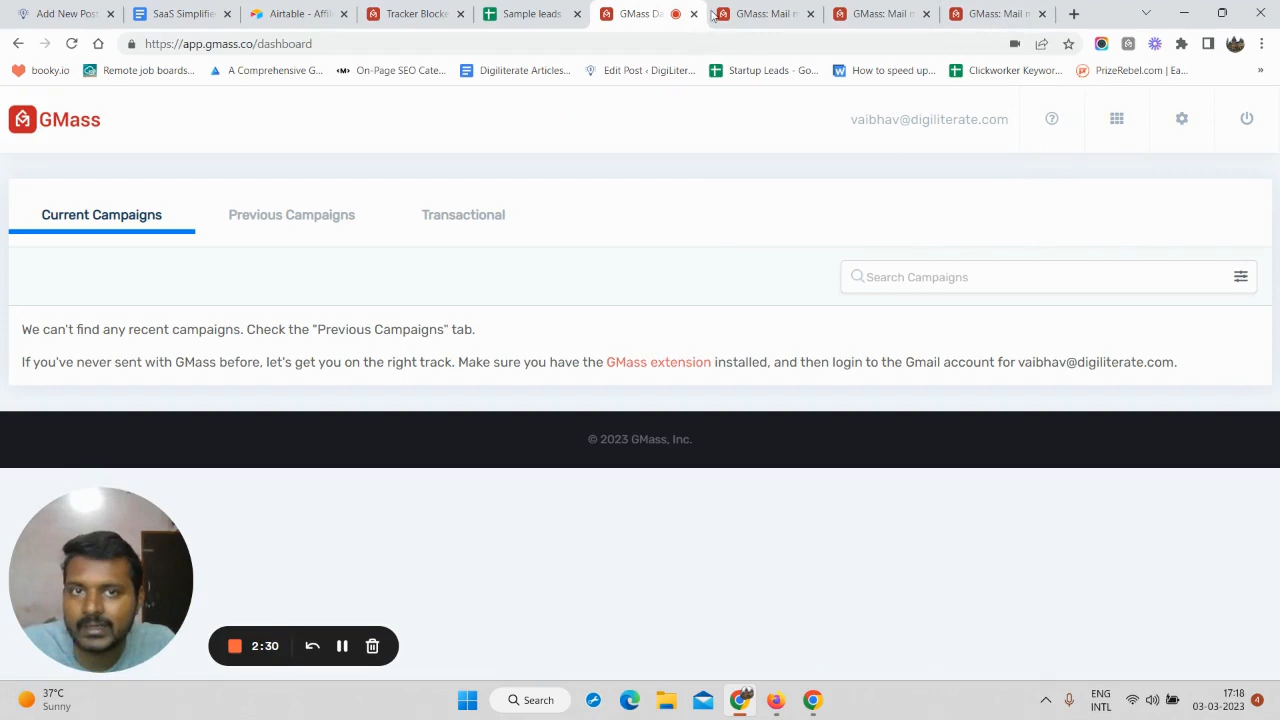 Add New Post
SaaS Simplifie
Airtable - Affili
Tracker Blocke
Sample leads
GMass Da
GMass: Mail m
GMass: Mail m
GMass: Mail m
https://app.gmass.co/dashboard
booky.io
Remote job boards...
A Comprehensive G...
On-Page SEO Cate...
Digiliterate Articles...
Edit Post ‹ DigiLiter...
Startup Leads - Go...
How to speed up...
Clickworker Keywor...
PrizeRebel.com | Ea...
»
GMass
vaibhav@digiliterate.com
Current Campaigns
Previous Campaigns
Transactional
Search Campaigns
We can't find any recent campaigns. Check the "Previous Campaigns" tab.
If you've never sent with GMass before, let's get you on the right track. Make sure you have the GMass extension installed, and then login to the Gmail account for vaibhav@digiliterate.com.
© 2023 GMass, Inc.
2:30
37°C
Sunny
Search
ENG
INTL
17:18
03-03-2023
4